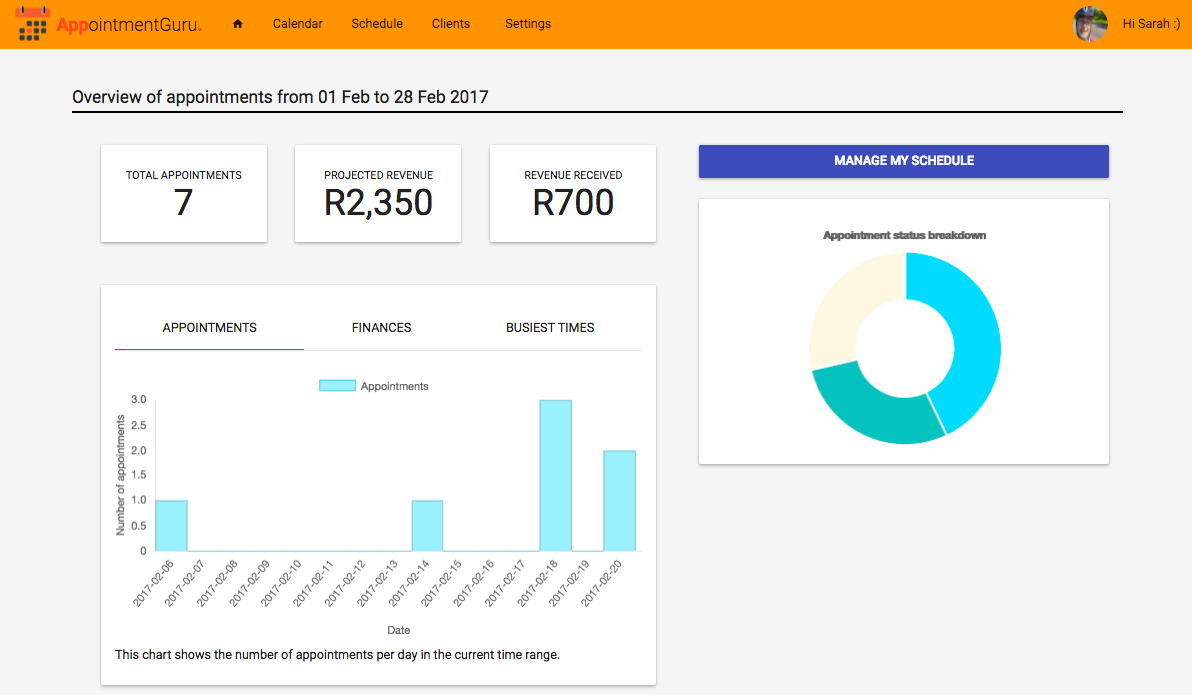 AppointmentGuru.
Calendar Schedule Clients Settings
Hi Sarah :)
Overview of appointments from 01 Feb to 28 Feb 2017
TOTAL APPOINTMENTS
7
PROJECTED REVENUE
R2,350
REVENUE RECEIVED
R700
MANAGE MY SCHEDULE
Appointment status breakdown
APPOINTMENTS FINANCES BUSIEST TIMES
Appointments
Number of appointments
3.0
2.5
2.0
1.5
1.0
0.5
0
2017-02-06
2017-02-07
2017-02-08
2017-02-09
2017-02-10
2017-02-11
2017-02-12
2017-02-13
2017-02-14
2017-02-15
2017-02-16
2017-02-17
2017-02-18
2017-02-19
2017-02-20
Date
This chart shows the number of appointments per day in the current time range.